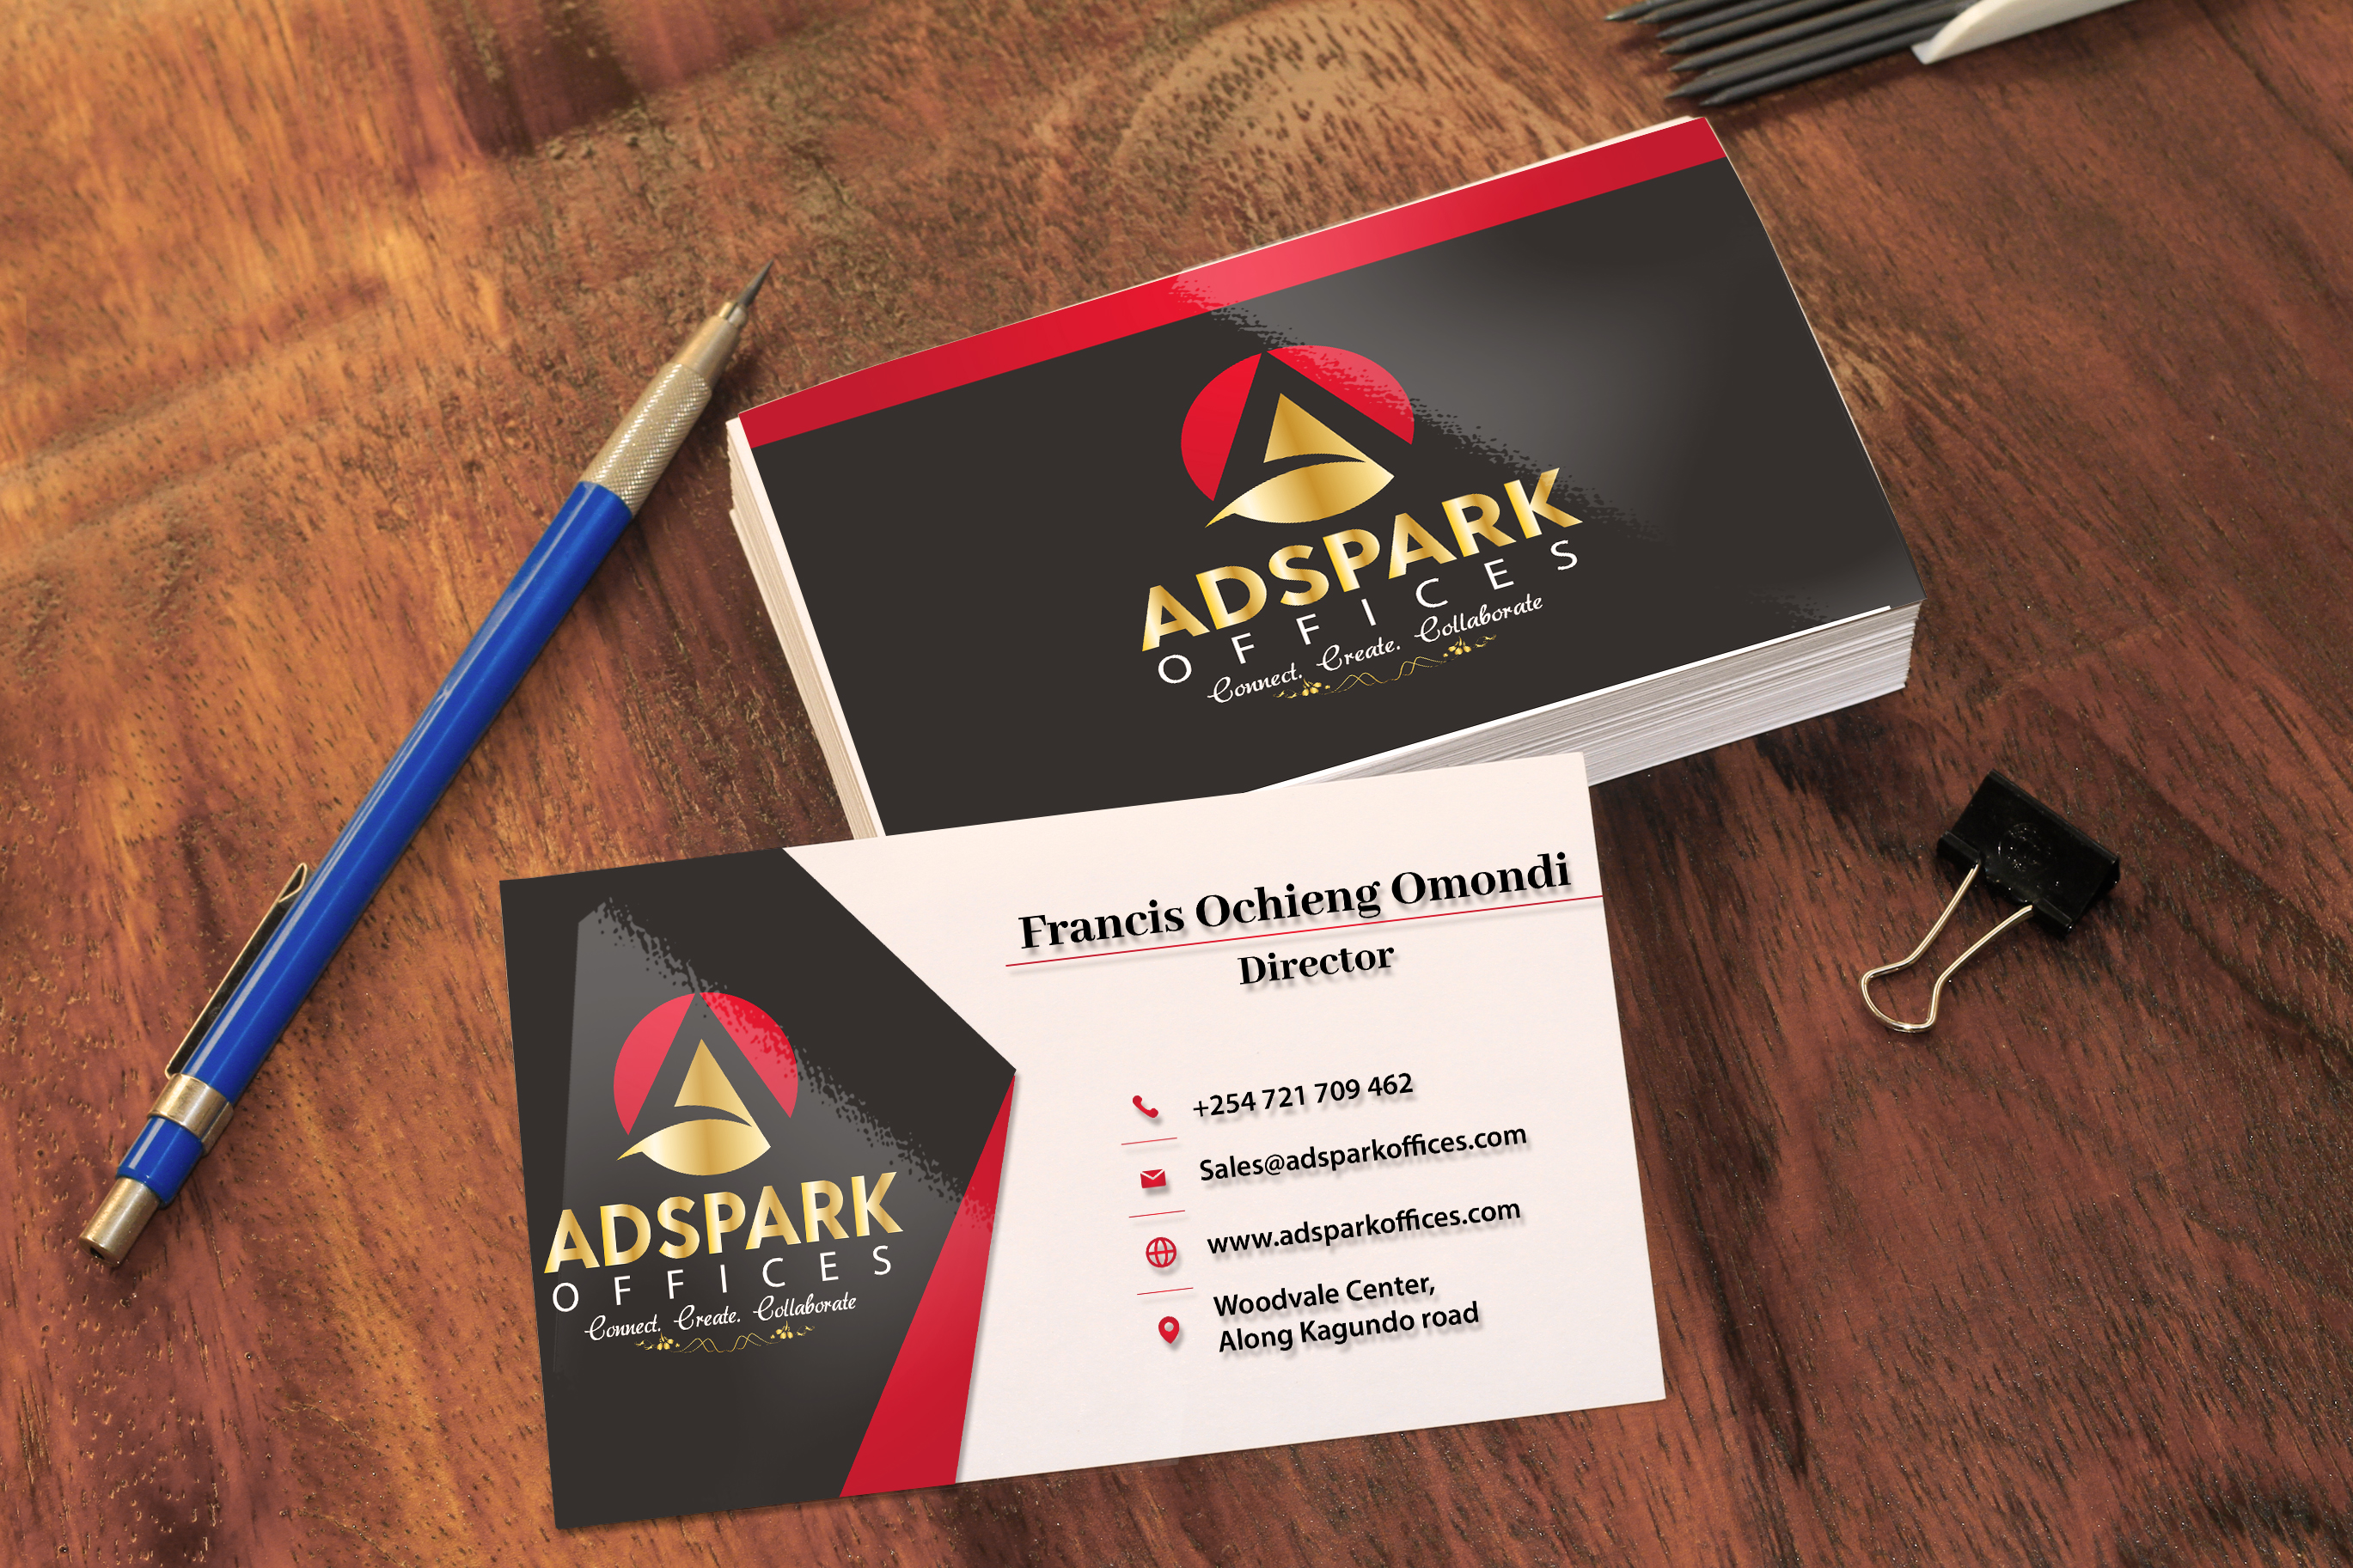 ADSPARK
OFFICES
Connect. Create. Collaborate
Francis Ochieng Omondi
Director
+254 721 709 462
Sales@adsparkoffices.com
www.adsparkoffices.com
Woodvale Center,
Along Kagundo road
ADSPARK
OFFICES
Connect. Create. Collaborate